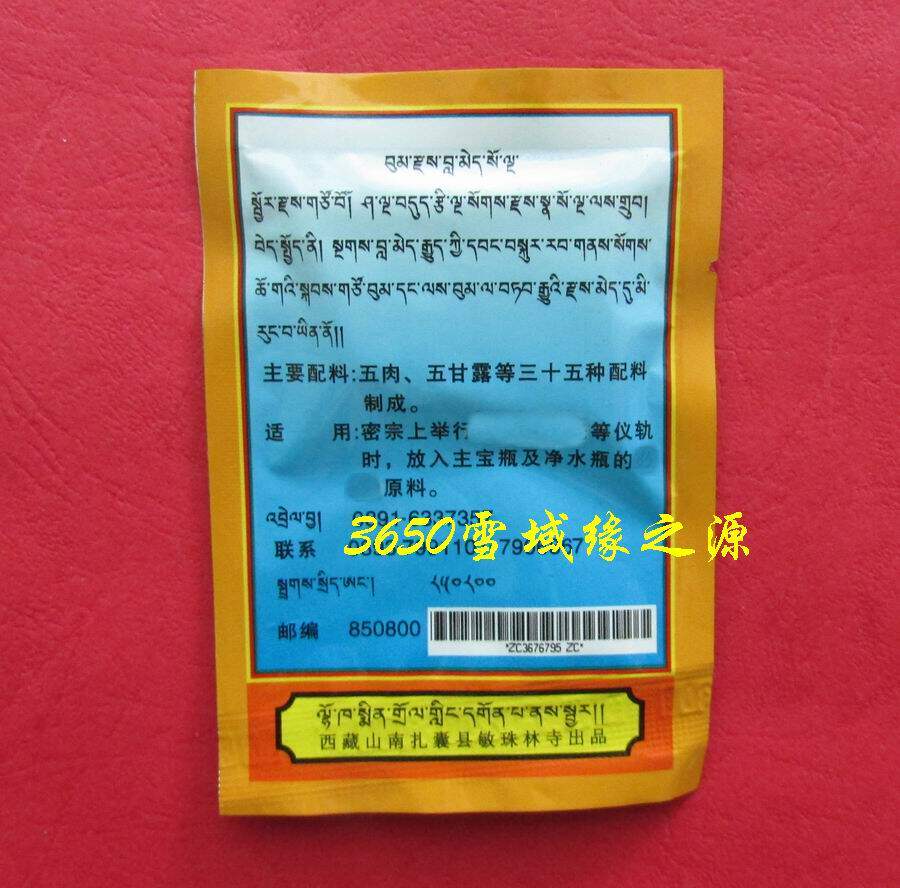 བུམ་རྫས་བླ་མེད་སོ་ལྔ་
སྦྱོར་རྫས་གཙོ་བོ། ཤ་ལྔ་བདུད་རྩི་ལྔ་སོགས་རྫས་སྣ་སོ་ལྔ་ལས་གྲུབ།
བེད་སྤྱོད་ནི། སྔགས་བླ་མེད་རྒྱུད་ཀྱི་དབང་བསྐུར་རབ་གནས་སོགས་
ཆོ་གའི་སྐབས་གཙོ་བུམ་དང་ལས་བུམ་ལ་བཏབ་རྒྱུའི་རྫས་མེད་དུ་མི་
རུང་བ་ཡིན་ནོ།།
主要配料:五肉、五甘露等三十五种配料
制成。
适 用:密宗上举行 等仪轨
时，放入主宝瓶及净水瓶的
原料。
འབྲེལ་བྱ།
3650雪域缘之源
联系
སྦྲགས་སྲིད་ཨང་། ༨༥༠༨༠༠
邮编 850800
*ZC3676795 ZC*
ལྷོ་ཁ་སྨིན་གྲོལ་གླིང་དགོན་པ་ནས་སྦྱར།།
西藏山南扎囊县敏珠林寺出品